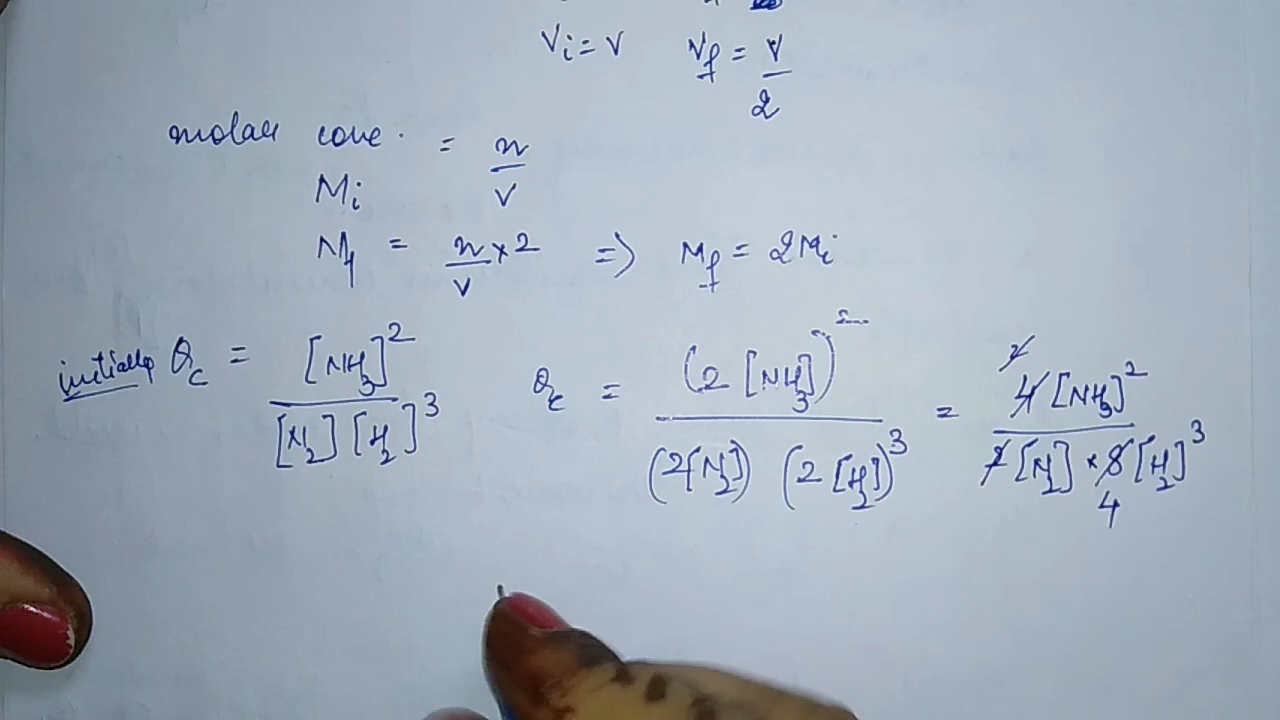 Vi = V Vf = V/2
molar conc. = n/V
Mi
Mf = n/V × 2 => Mf = 2Mi
initially Qc = [NH3]^2 / [N2] [H2]^3 Qc = (2 [NH3])^2 / (2[N2]) (2 [H2])^3 = 4 [NH3]^2 / 2 [N2] × 8 [H2]^3
4